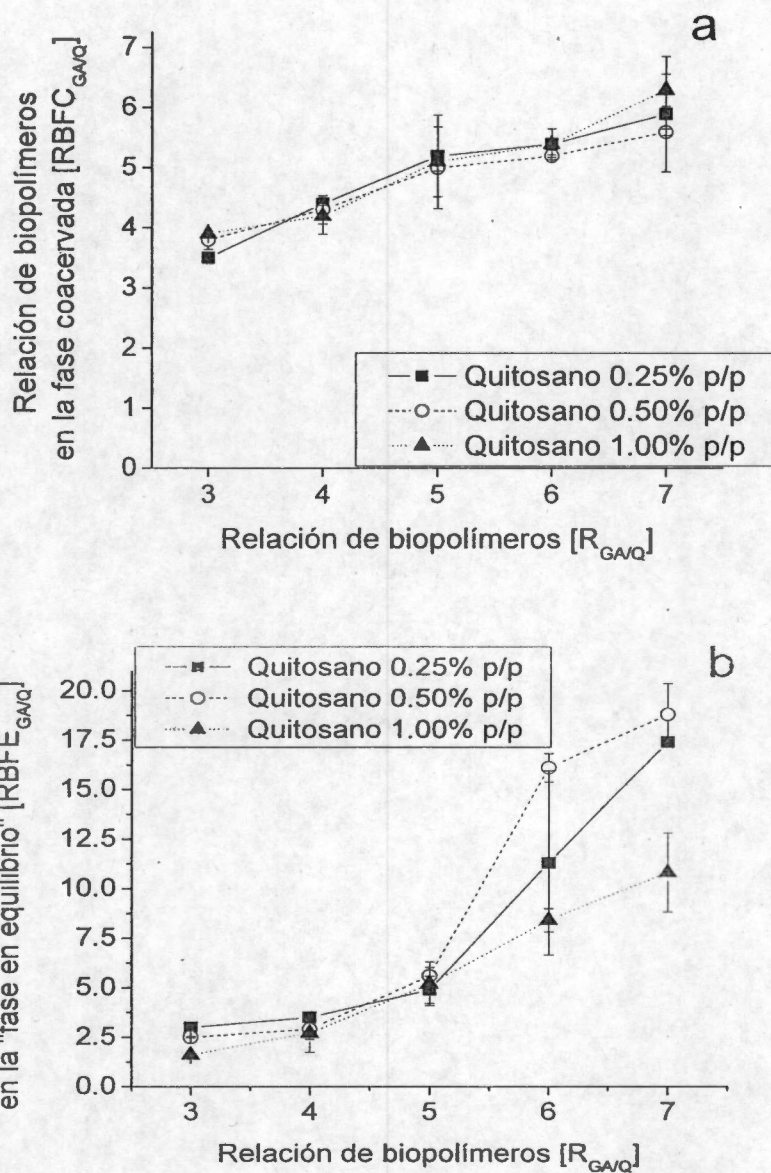 a
Relación de biopolímeros
en la fase coacervada [RBFC_GA/Q]
7
6
5
4
3
2
1
0
Quitosano 0.25% p/p
Quitosano 0.50% p/p
Quitosano 1.00% p/p
3 4 5 6 7
Relación de biopolímeros [R_GA/Q]
b
en la "fase en equilibrio" [RBFE_GA/Q]
Quitosano 0.25% p/p
Quitosano 0.50% p/p
Quitosano 1.00% p/p
20.0
17.5
15.0
12.5
10.0
7.5
5.0
2.5
0.0
3 4 5 6 7
Relación de biopolímeros [R_GA/Q]